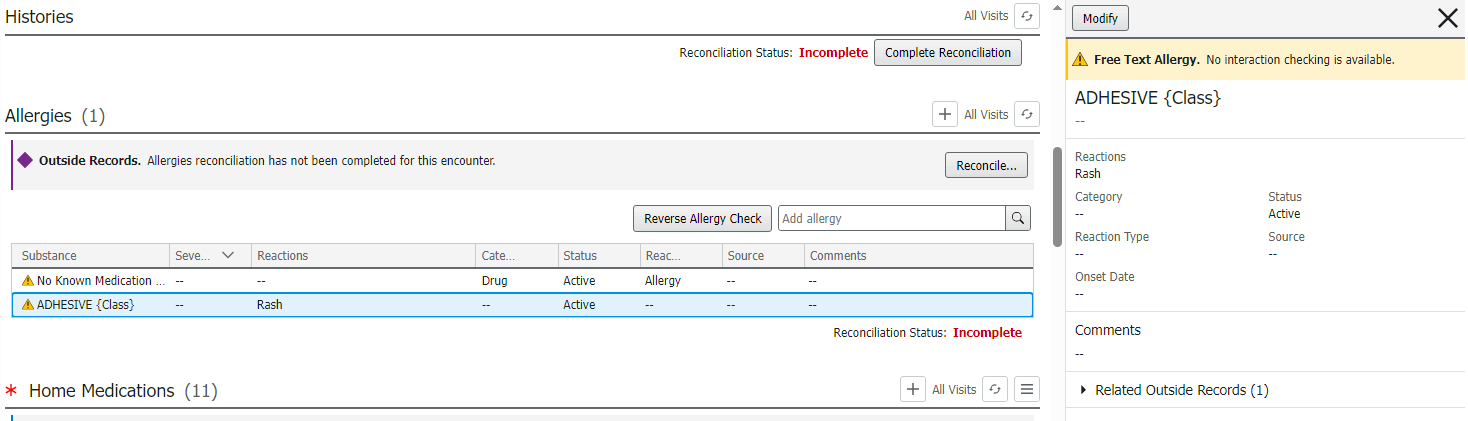 Histories
All Visits
Reconciliation Status: Incomplete
Complete Reconciliation
Allergies (1)
All Visits
Outside Records. Allergies reconciliation has not been completed for this encounter.
Reconcile...
Reverse Allergy Check
Add allergy
Substance Seve... Reactions Cate... Status Reac... Source Comments
No Known Medication ... -- -- Drug Active Allergy -- --
ADHESIVE {Class} -- Rash -- Active -- -- --
Reconciliation Status: Incomplete
* Home Medications (11)
All Visits
Modify
Free Text Allergy. No interaction checking is available.
ADHESIVE {Class}
--
Reactions
Rash
Category Status
-- Active
Reaction Type Source
-- --
Onset Date
--
Comments
--
Related Outside Records (1)